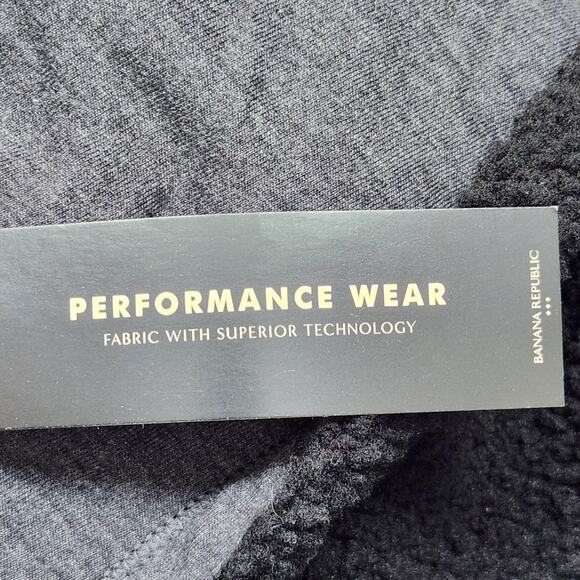 PERFORMANCE WEAR
FABRIC WITH SUPERIOR TECHNOLOGY
BANANA REPUBLIC